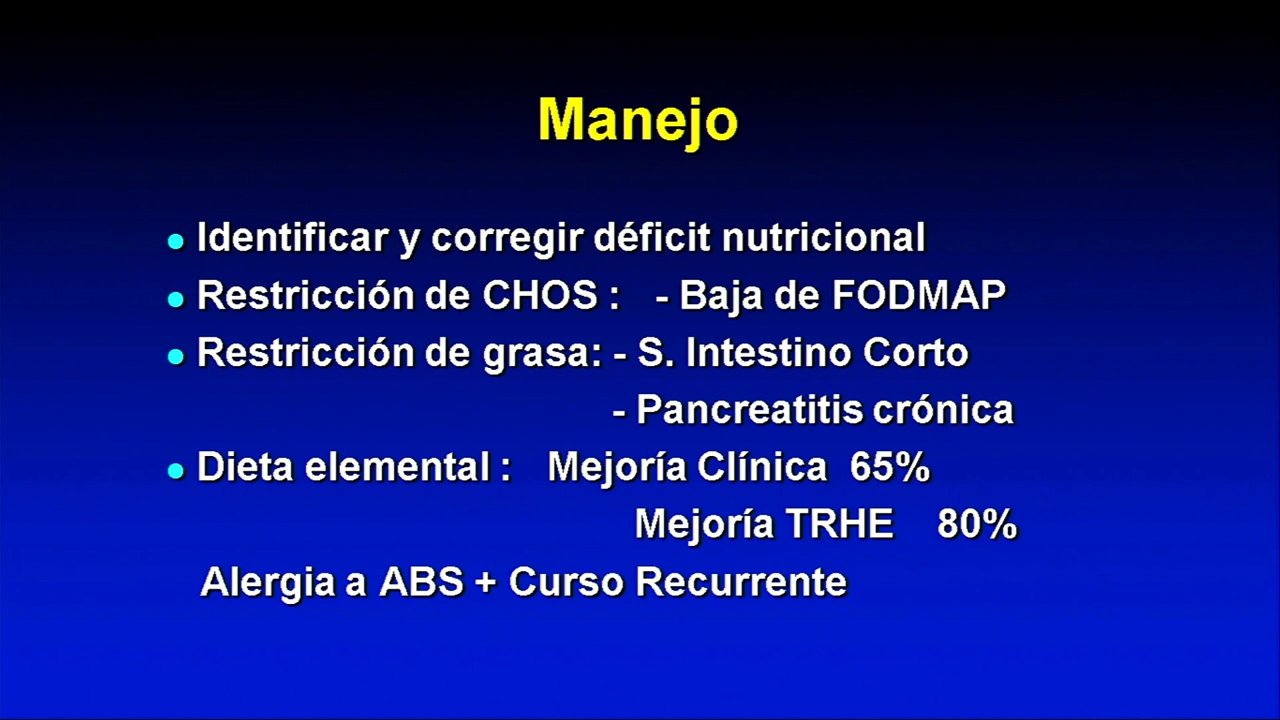 Manejo
Identificar y corregir déficit nutricional
Restricción de CHOS : - Baja de FODMAP
Restricción de grasa: - S. Intestino Corto
- Pancreatitis crónica
Dieta elemental : Mejoría Clínica 65%
Mejoría TRHE 80%
Alergia a ABS + Curso Recurrente